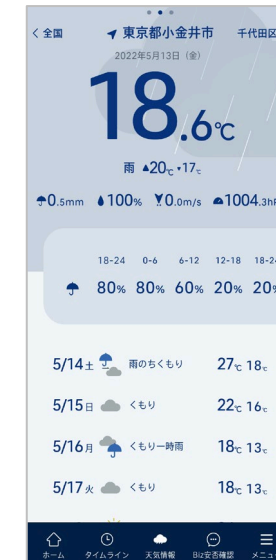 全国 東京都小金井市 千代田区
2022年5月13日（金）
18.6℃
雨 ▲20℃ ▼17℃
0.5mm 100% 0.0m/s 1004.3hP
18-24 0-6 6-12 12-18 18-24
80% 80% 60% 20% 20%
5/14土 雨のちくもり 27℃ 18℃
5/15日 くもり 22℃ 16℃
5/16月 くもり一時雨 18℃ 13℃
5/17火 くもり 18℃ 13℃
ホーム タイムライン 天気情報 Biz安否確認 メニュー